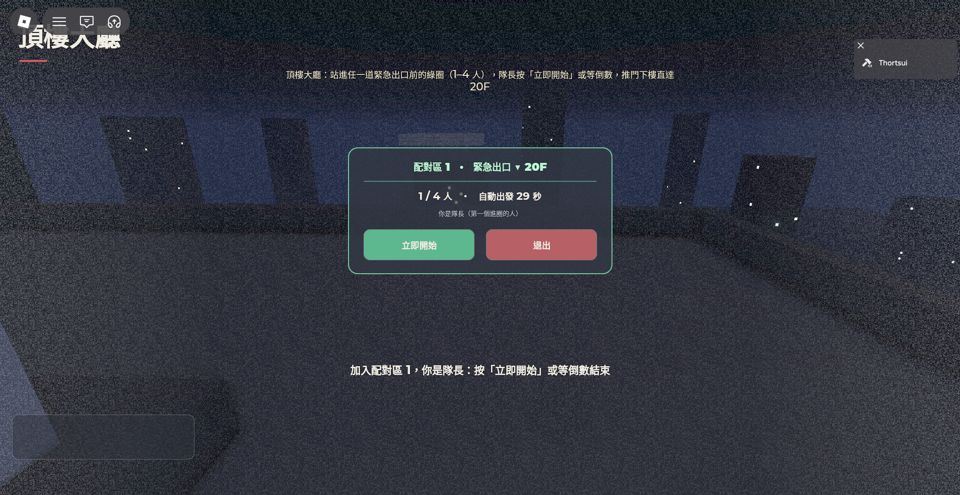 頂樓大廳
Thortsui
頂樓大廳：站進任一道緊急出口前的綠圈（1–4 人），隊長按「立即開始」或等倒數，推門下樓直達
20F
配對區 1 • 緊急出口 ▼ 20F
1 / 4 人 • 自動出發 29 秒
你是隊長（第一個進圈的人）
立即開始
退出
加入配對區 1，你是隊長：按「立即開始」或等倒數結束